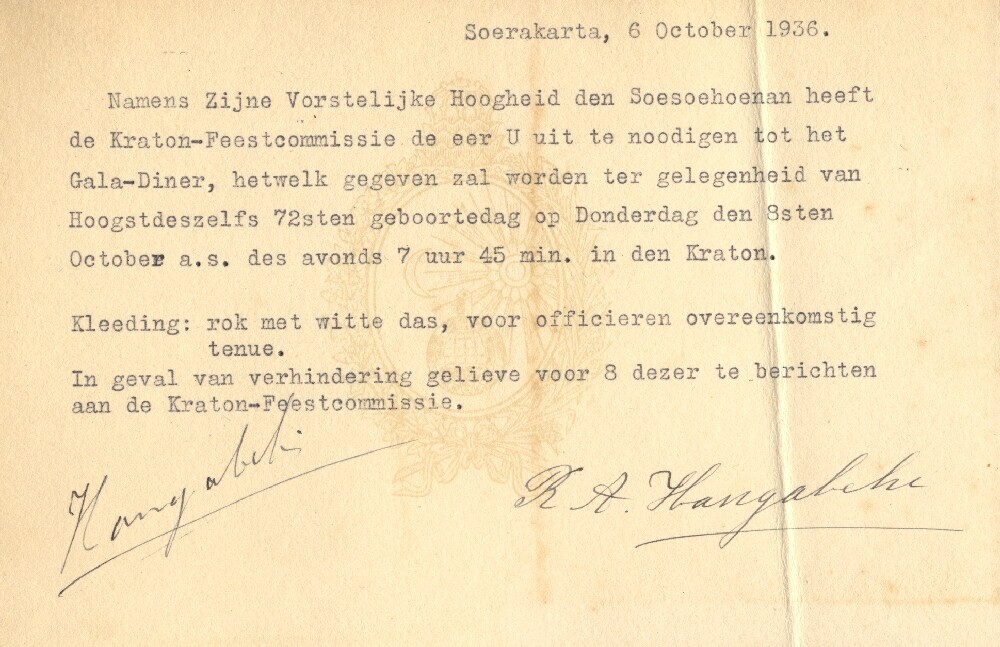 Soerakarta, 6 October 1936.
Namens Zijne Vorstelijke Hoogheid den Soesoehoenan heeft
de Kraton-Feestcommissie de eer U uit te noodigen tot het
Gala-Diner, hetwelk gegeven zal worden ter gelegenheid van
Hoogstdeszelfs 72sten geboortedag op Donderdag den 8sten
October a.s. des avonds 7 uur 45 min. in den Kraton.
Kleeding: rok met witte das, voor officieren overeenkomstig
tenue.
In geval van verhindering gelieve voor 8 dezer te berichten
aan de Kraton-Feestcommissie.
Hangabehi
R A. Hangabehi